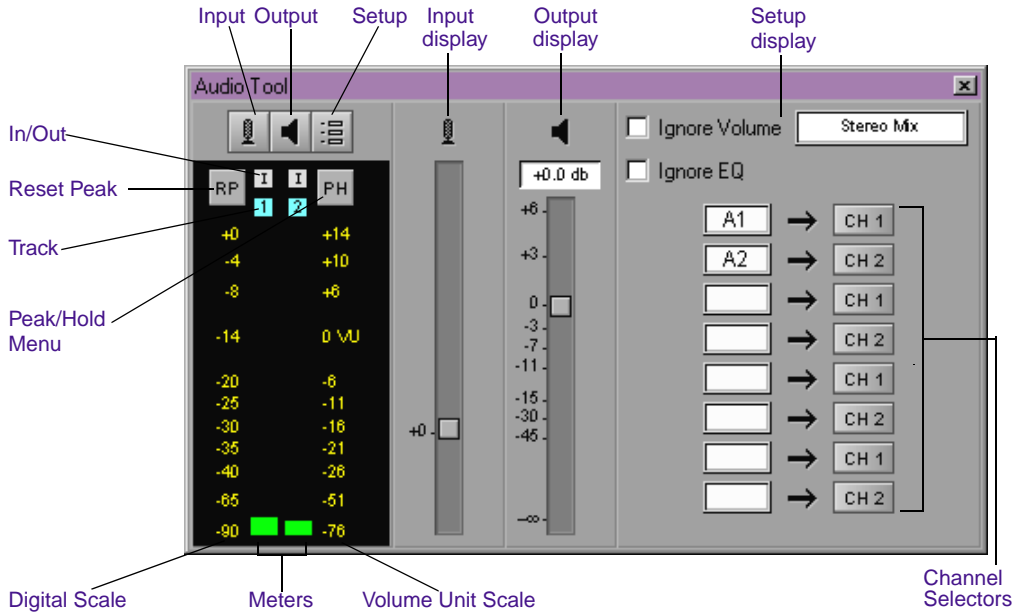 Input Output Setup Input display Output display Setup display
Audio Tool
In/Out
Reset Peak
Track
Peak/Hold Menu
RP I I PH
1 2
+0 +14
-4 +10
-8 +6
-14 0 VU
-20 -6
-25 -11
-30 -16
-35 -21
-40 -26
-65 -51
-90 -76
+0
+0.0 db
+6
+3
0
-3
-7
-11
-15
-30
-45
-∞
Ignore Volume Stereo Mix
Ignore EQ
A1 → CH 1
A2 → CH 2
→ CH 1
→ CH 2
→ CH 1
→ CH 2
→ CH 1
→ CH 2
Digital Scale Meters Volume Unit Scale Channel Selectors